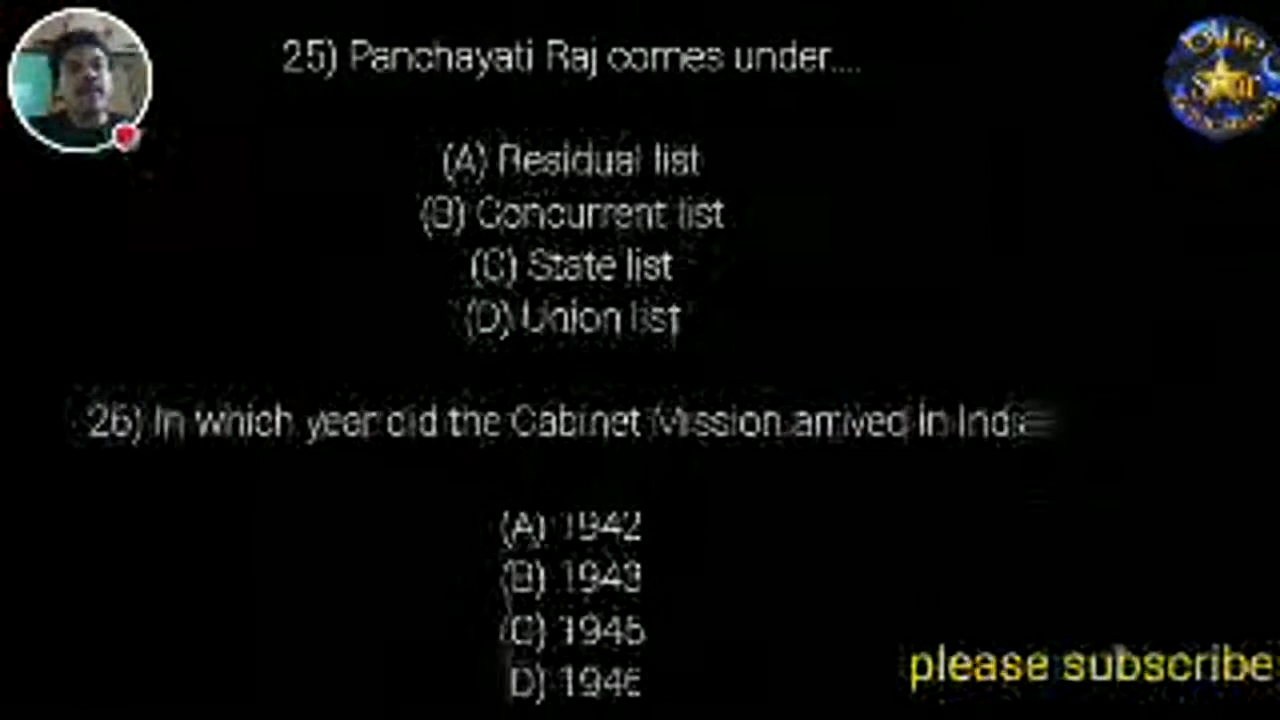 25) Panchayati Raj comes under....
(A) Residual list
(B) Concurrent list
(C) State list
(D) Union list
26) In which year did the Cabinet Mission arrived in India
(A) 1942
(B) 1943
(C) 1945
D) 1946
please subscribe